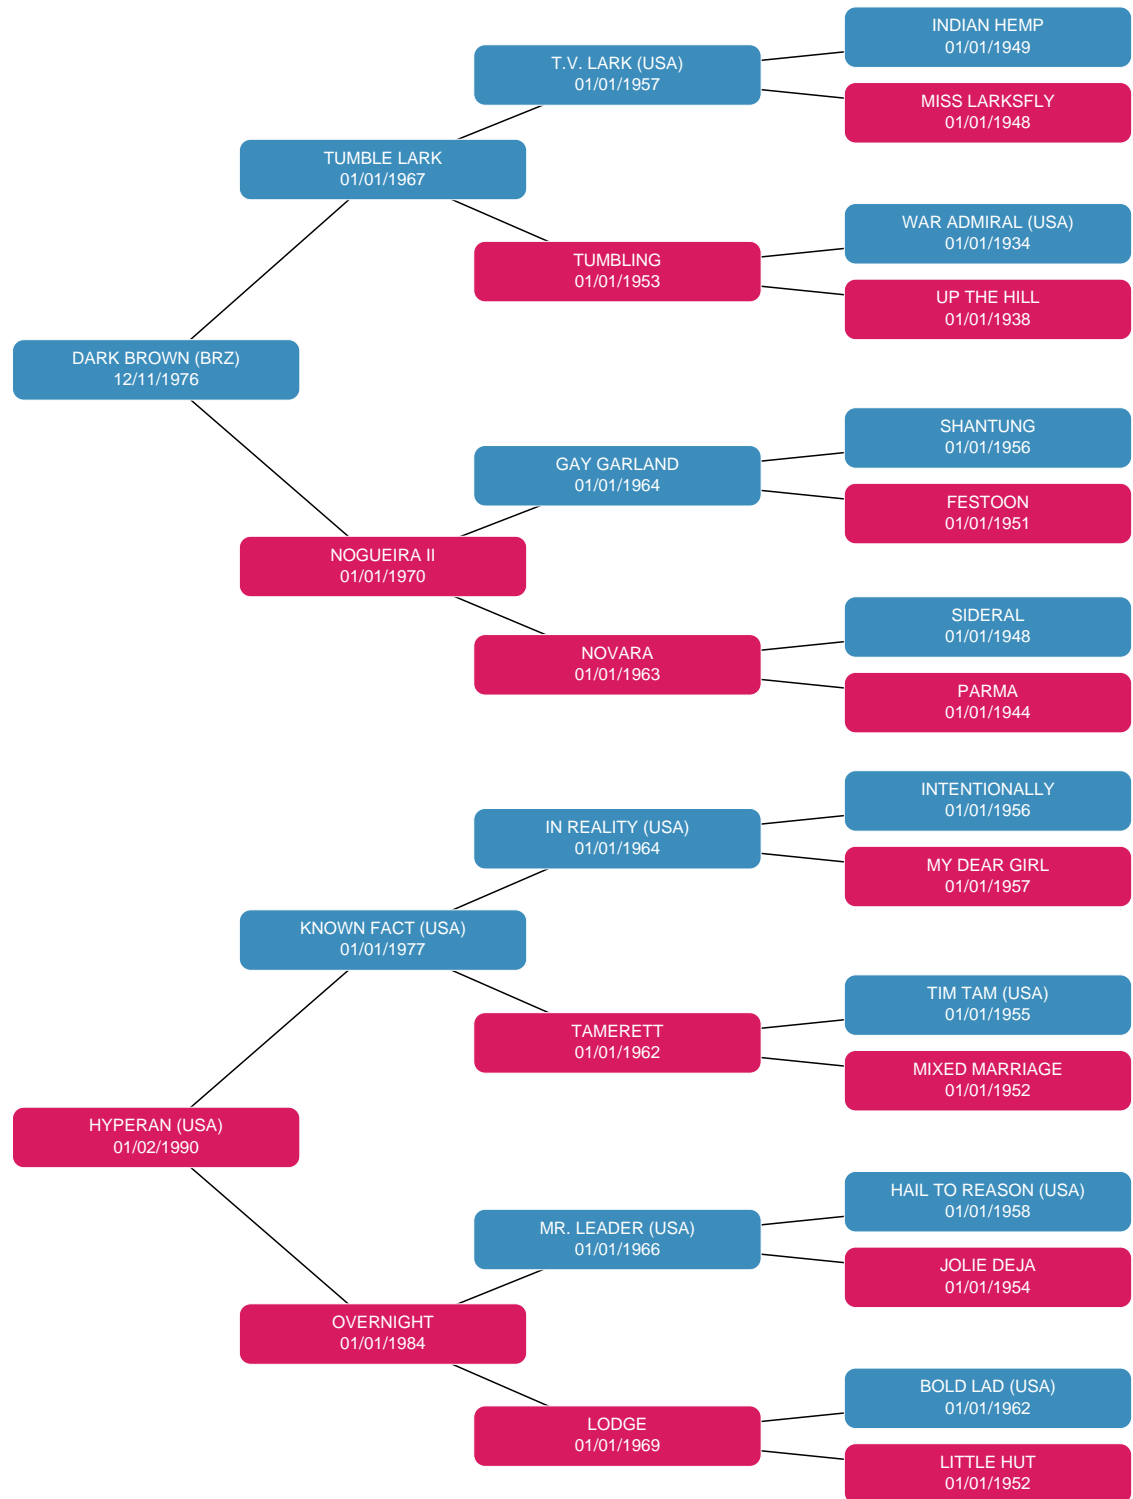 INDIAN HEMP
01/01/1949
T.V. LARK (USA)
01/01/1957
MISS LARKSFLY
01/01/1948
TUMBLE LARK
01/01/1967
WAR ADMIRAL (USA)
01/01/1934
TUMBLING
01/01/1953
UP THE HILL
01/01/1938
DARK BROWN (BRZ)
12/11/1976
SHANTUNG
01/01/1956
GAY GARLAND
01/01/1964
FESTOON
01/01/1951
NOGUEIRA II
01/01/1970
SIDERAL
01/01/1948
NOVARA
01/01/1963
PARMA
01/01/1944
INTENTIONALLY
01/01/1956
IN REALITY (USA)
01/01/1964
MY DEAR GIRL
01/01/1957
KNOWN FACT (USA)
01/01/1977
TIM TAM (USA)
01/01/1955
TAMERETT
01/01/1962
MIXED MARRIAGE
01/01/1952
HYPERAN (USA)
01/02/1990
HAIL TO REASON (USA)
01/01/1958
MR. LEADER (USA)
01/01/1966
JOLIE DEJA
01/01/1954
OVERNIGHT
01/01/1984
BOLD LAD (USA)
01/01/1962
LODGE
01/01/1969
LITTLE HUT
01/01/1952